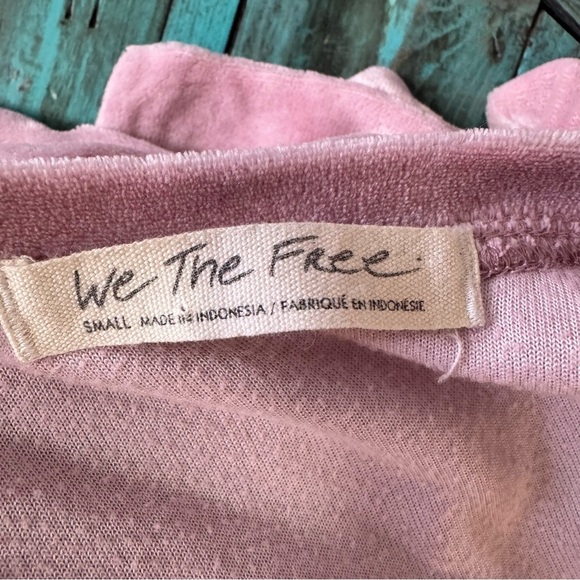 We The Free.
SMALL MADE IN INDONESIA / FABRIQUÉ EN INDONÉSIE